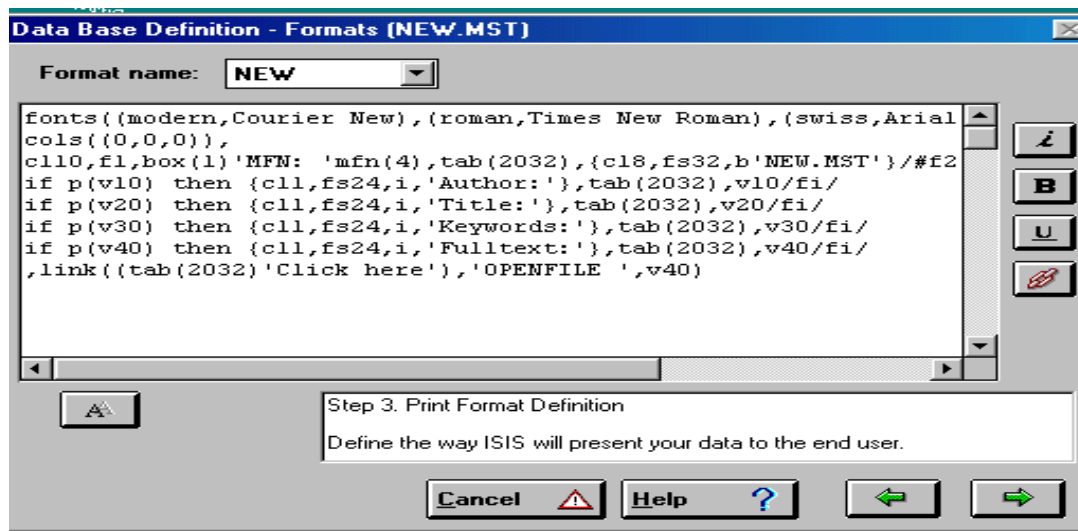 Data Base Definition - Formats (NEW.MST)
Format name: NEW
fonts((modern,Courier New),(roman,Times New Roman),(swiss,Arial
cols((0,0,0)),
cl10,f1,box(1)'MFN: 'mfn(4),tab(2032),{cl8,fs32,b'NEW.MST'}/#f2
if p(v10) then {cl1,fs24,i,'Author:'},tab(2032),v10/fi/
if p(v20) then {cl1,fs24,i,'Title:'},tab(2032),v20/fi/
if p(v30) then {cl1,fs24,i,'Keywords:'},tab(2032),v30/fi/
if p(v40) then {cl1,fs24,i,'Fulltext:'},tab(2032),v40/fi/
,link((tab(2032)'Click here'),'OPENFILE ',v40)
i
B
U
A
Step 3. Print Format Definition
Define the way ISIS will present your data to the end user.
Cancel Help ?